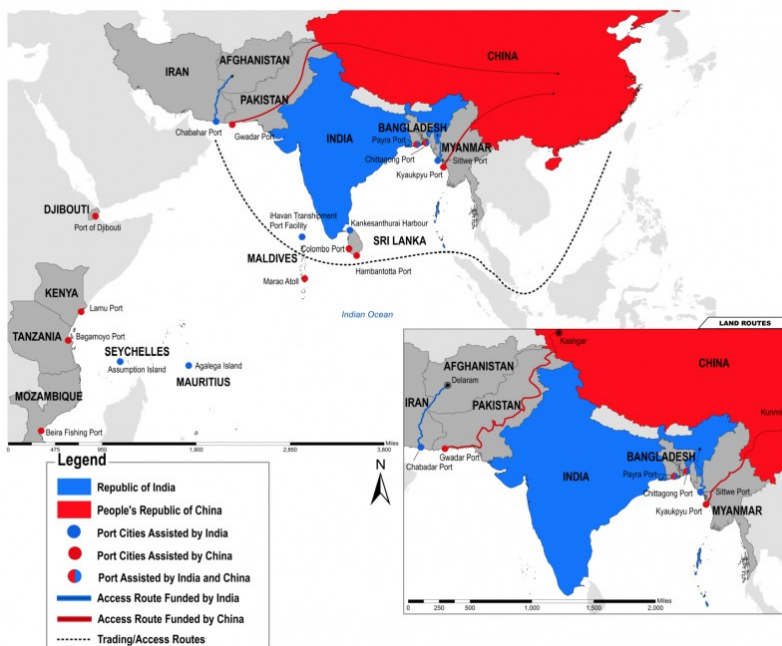 CHINA
AFGHANISTAN
IRAN
PAKISTAN
Chabahar Port
Gwadar Port
INDIA
BANGLADESH
Payra Port
MYANMAR
Chittagong Port
Sittwe Port
Kyaukpyu Port
DJIBOUTI
Port of Djibouti
iHavan Transhipment
Port Facility
Kankesanthurai Harbour
SRI LANKA
Colombo Port
MALDIVES
Hambantotta Port
Marao Atoll
KENYA
Lamu Port
Indian Ocean
TANZANIA
Bagamoyo Port
SEYCHELLES
Assumption Island
Agalega Island
MAURITIUS
MOZAMBIQUE
Beira Fishing Port
Miles
0 475 950 1,900 2,850 3,800
N
Legend
Republic of India
People's Republic of China
Port Cities Assisted by India
Port Cities Assisted by China
Port Assisted by India and China
Access Route Funded by India
Access Route Funded by China
Trading/Access Routes
LAND ROUTES
Kashgar
CHINA
AFGHANISTAN
Delaram
IRAN
PAKISTAN
Kunmi
Gwadar Port
Chabadar Port
BANGLADESH
INDIA
Payra Port
Chittagong Port
Sittwe Port
Kyaukpyu Port
MYANMAR
Miles
0 250 500 1,000 1,500 2,000